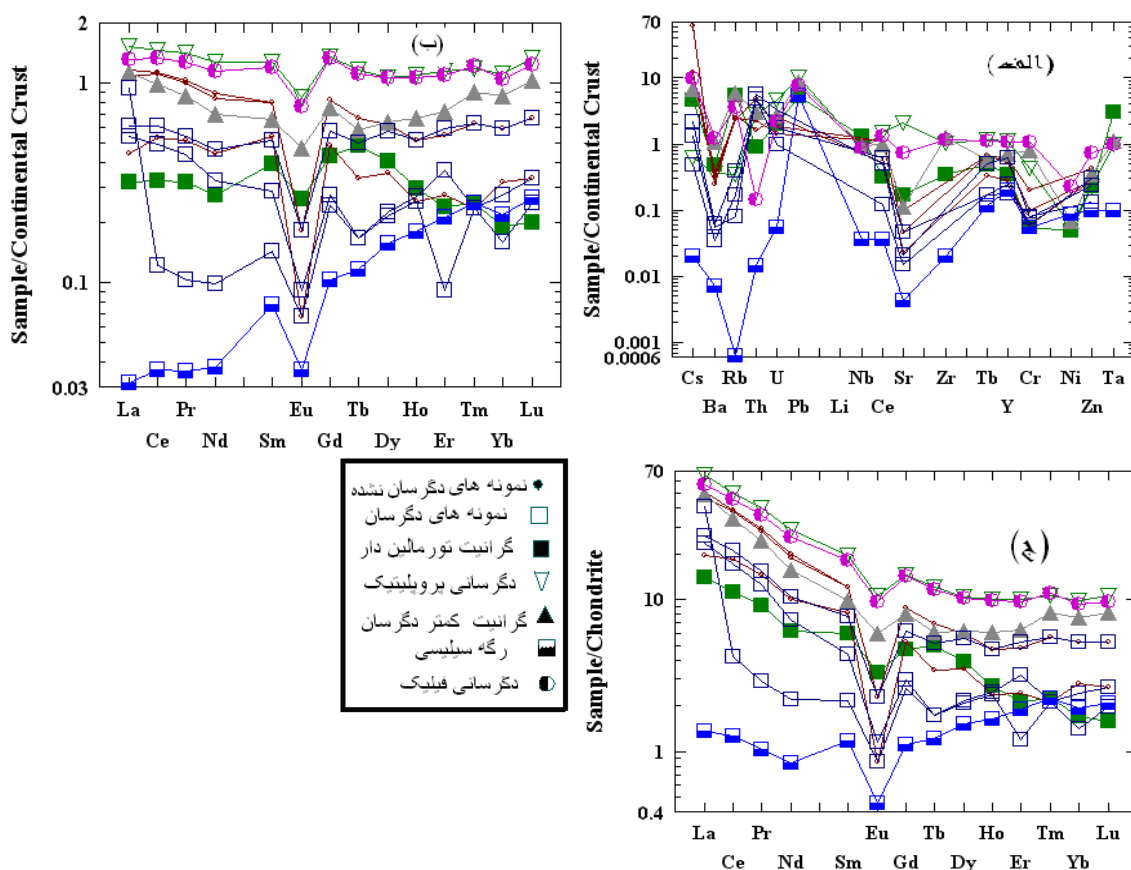 2
1
0.1
0.03
Sample/Continental Crust
(ب)
La Pr Eu Tb Ho Tm Lu
Ce Nd Sm Gd Dy Er Yb
70
10
1
0.1
0.01
0.001
0.0006
Sample/Continental Crust
(الف)
Cs Rb U Nb Sr Zr Tb Cr Ni Ta
Ba Th Pb Li Ce Y Zn
نمونه های دگرسان نشده
نمونه های دگرسان
گرانیت تورمالین دار
دگرسانی پروپلیتیک
گرانیت کمتر دگرسان
رگه سیلیسی
دگرسانی فیلیک
70
10
1
0.4
Sample/Chondrite
(ج)
La Pr Eu Tb Ho Tm Lu
Ce Nd Sm Gd Dy Er Yb